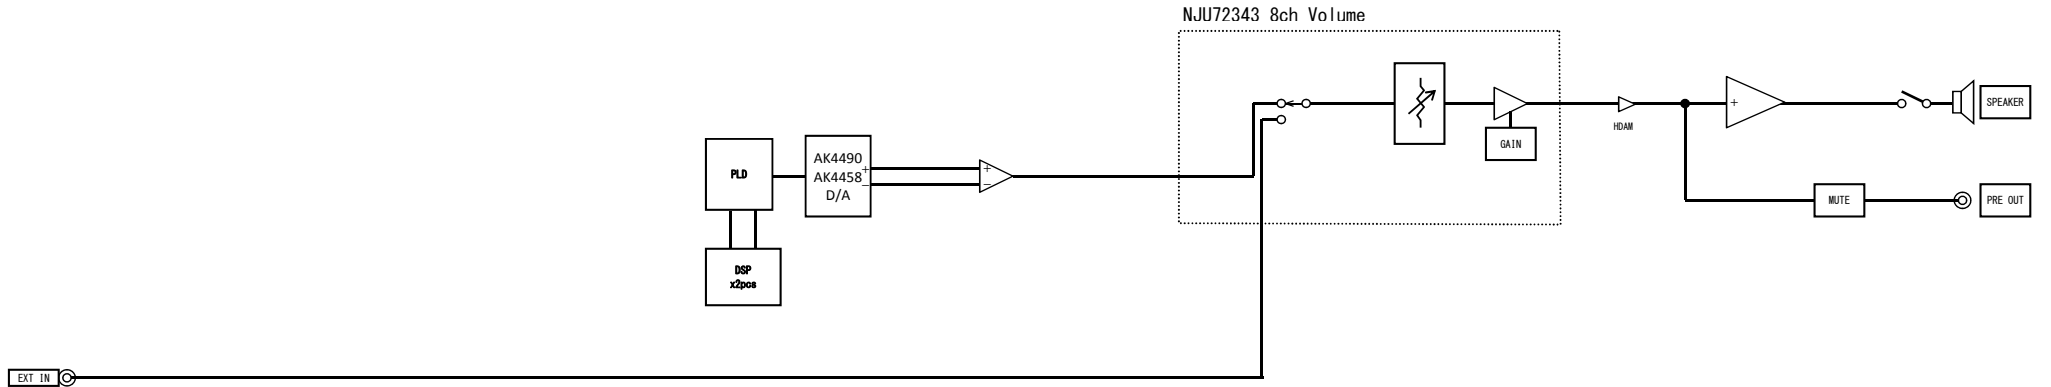 NJU72343 8ch Volume
SPEAKER
GAIN
HDAM
AK4490
AK4458
D/A
+
−
+
−
+
PLD
MUTE
PRE OUT
DSP
x2pcs
EXT IN